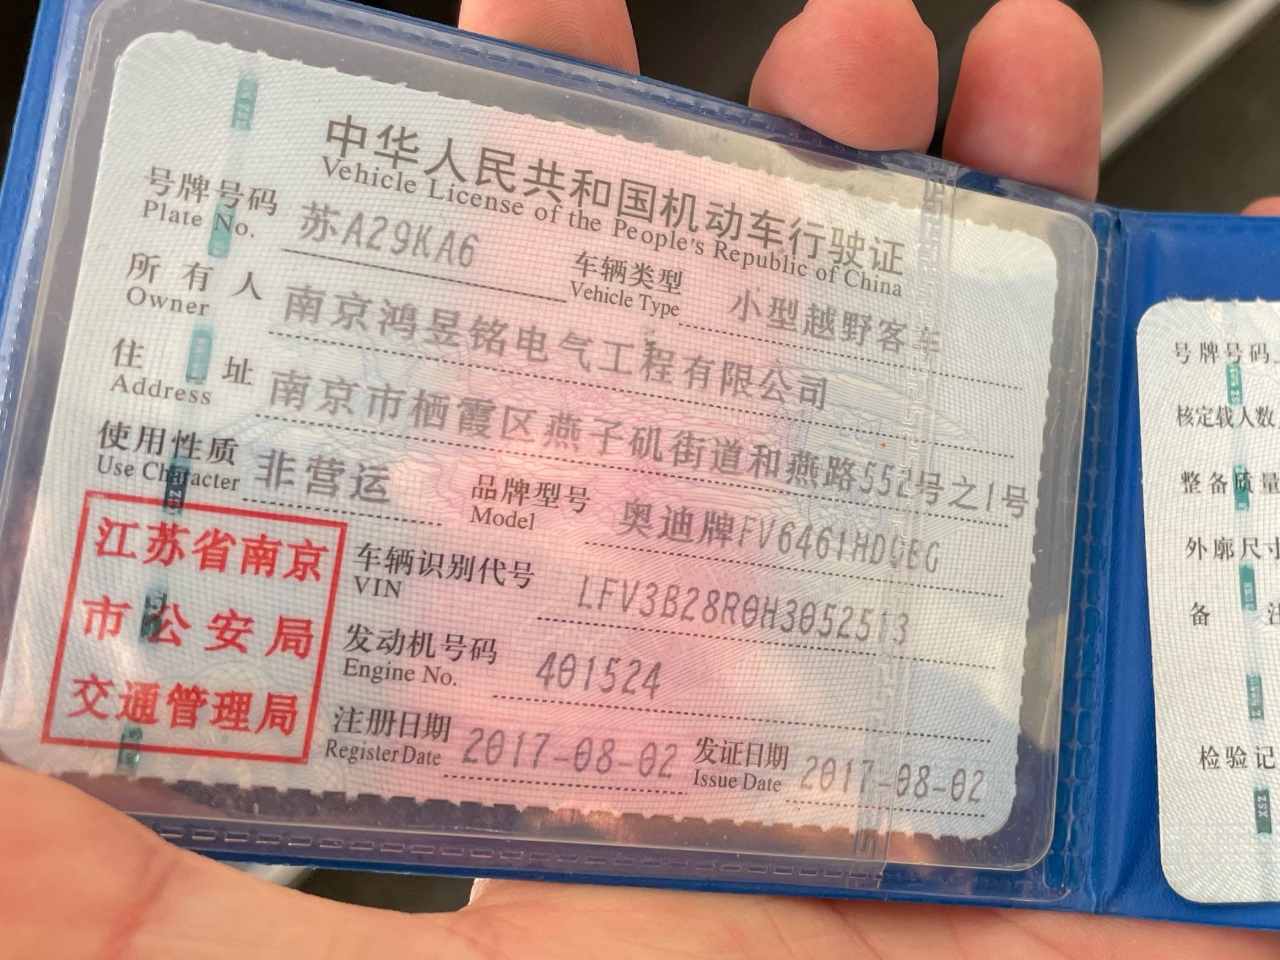 中华人民共和国机动车行驶证
Vehicle License of the People's Republic of China
号牌号码 苏A29KA6 车辆类型 小型越野客车
Plate No. Vehicle Type
所有人 南京鸿昱铭电气工程有限公司
Owner
住址 南京市栖霞区燕子矶街道和燕路552号之1号
Address
使用性质 非营运 品牌型号 奥迪牌FV6461HDQBG
Use Character Model
江苏省南京
市公安局
交通管理局
车辆识别代号 LFV3B28R0H3052513
VIN
发动机号码 401524
Engine No.
注册日期 2017-08-02 发证日期 2017-08-02
Register Date Issue Date
号牌号码
核定载人数
整备质量
外廓尺寸
备
检验记